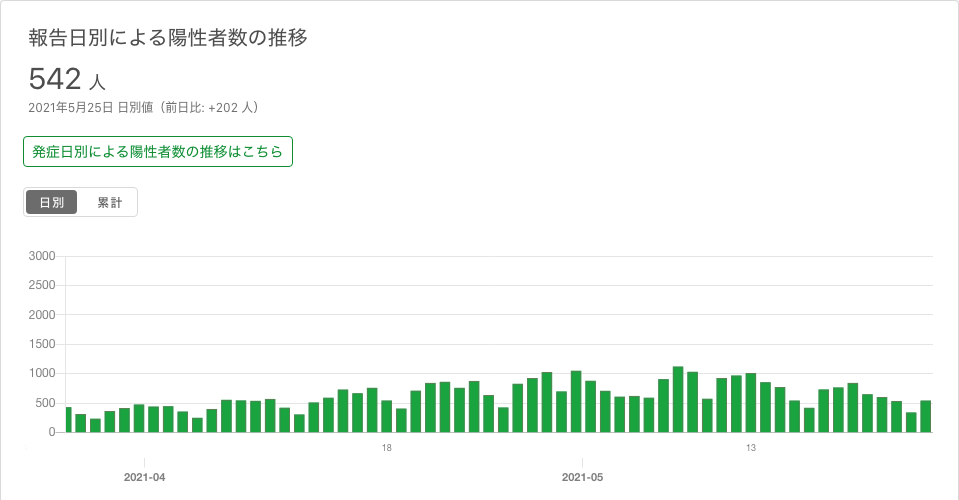 報告日別による陽性者数の推移
542 人
2021年5月25日 日別値（前日比: +202 人）
発症日別による陽性者数の推移はこちら
日別 累計
3000
2500
2000
1500
1000
500
0
18 13
2021-04 2021-05